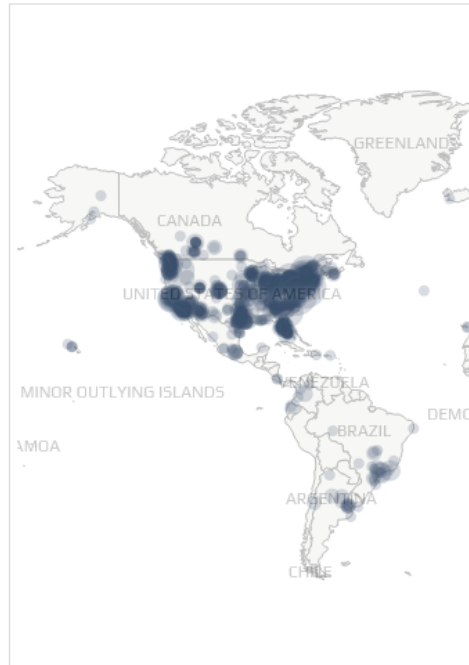 GREENLAND
CANADA
UNITED STATES OF AMERICA
MINOR OUTLYING ISLANDS
VENEZUELA
DEMO
BRAZIL
AMOA
ARGENTINA
CHILE